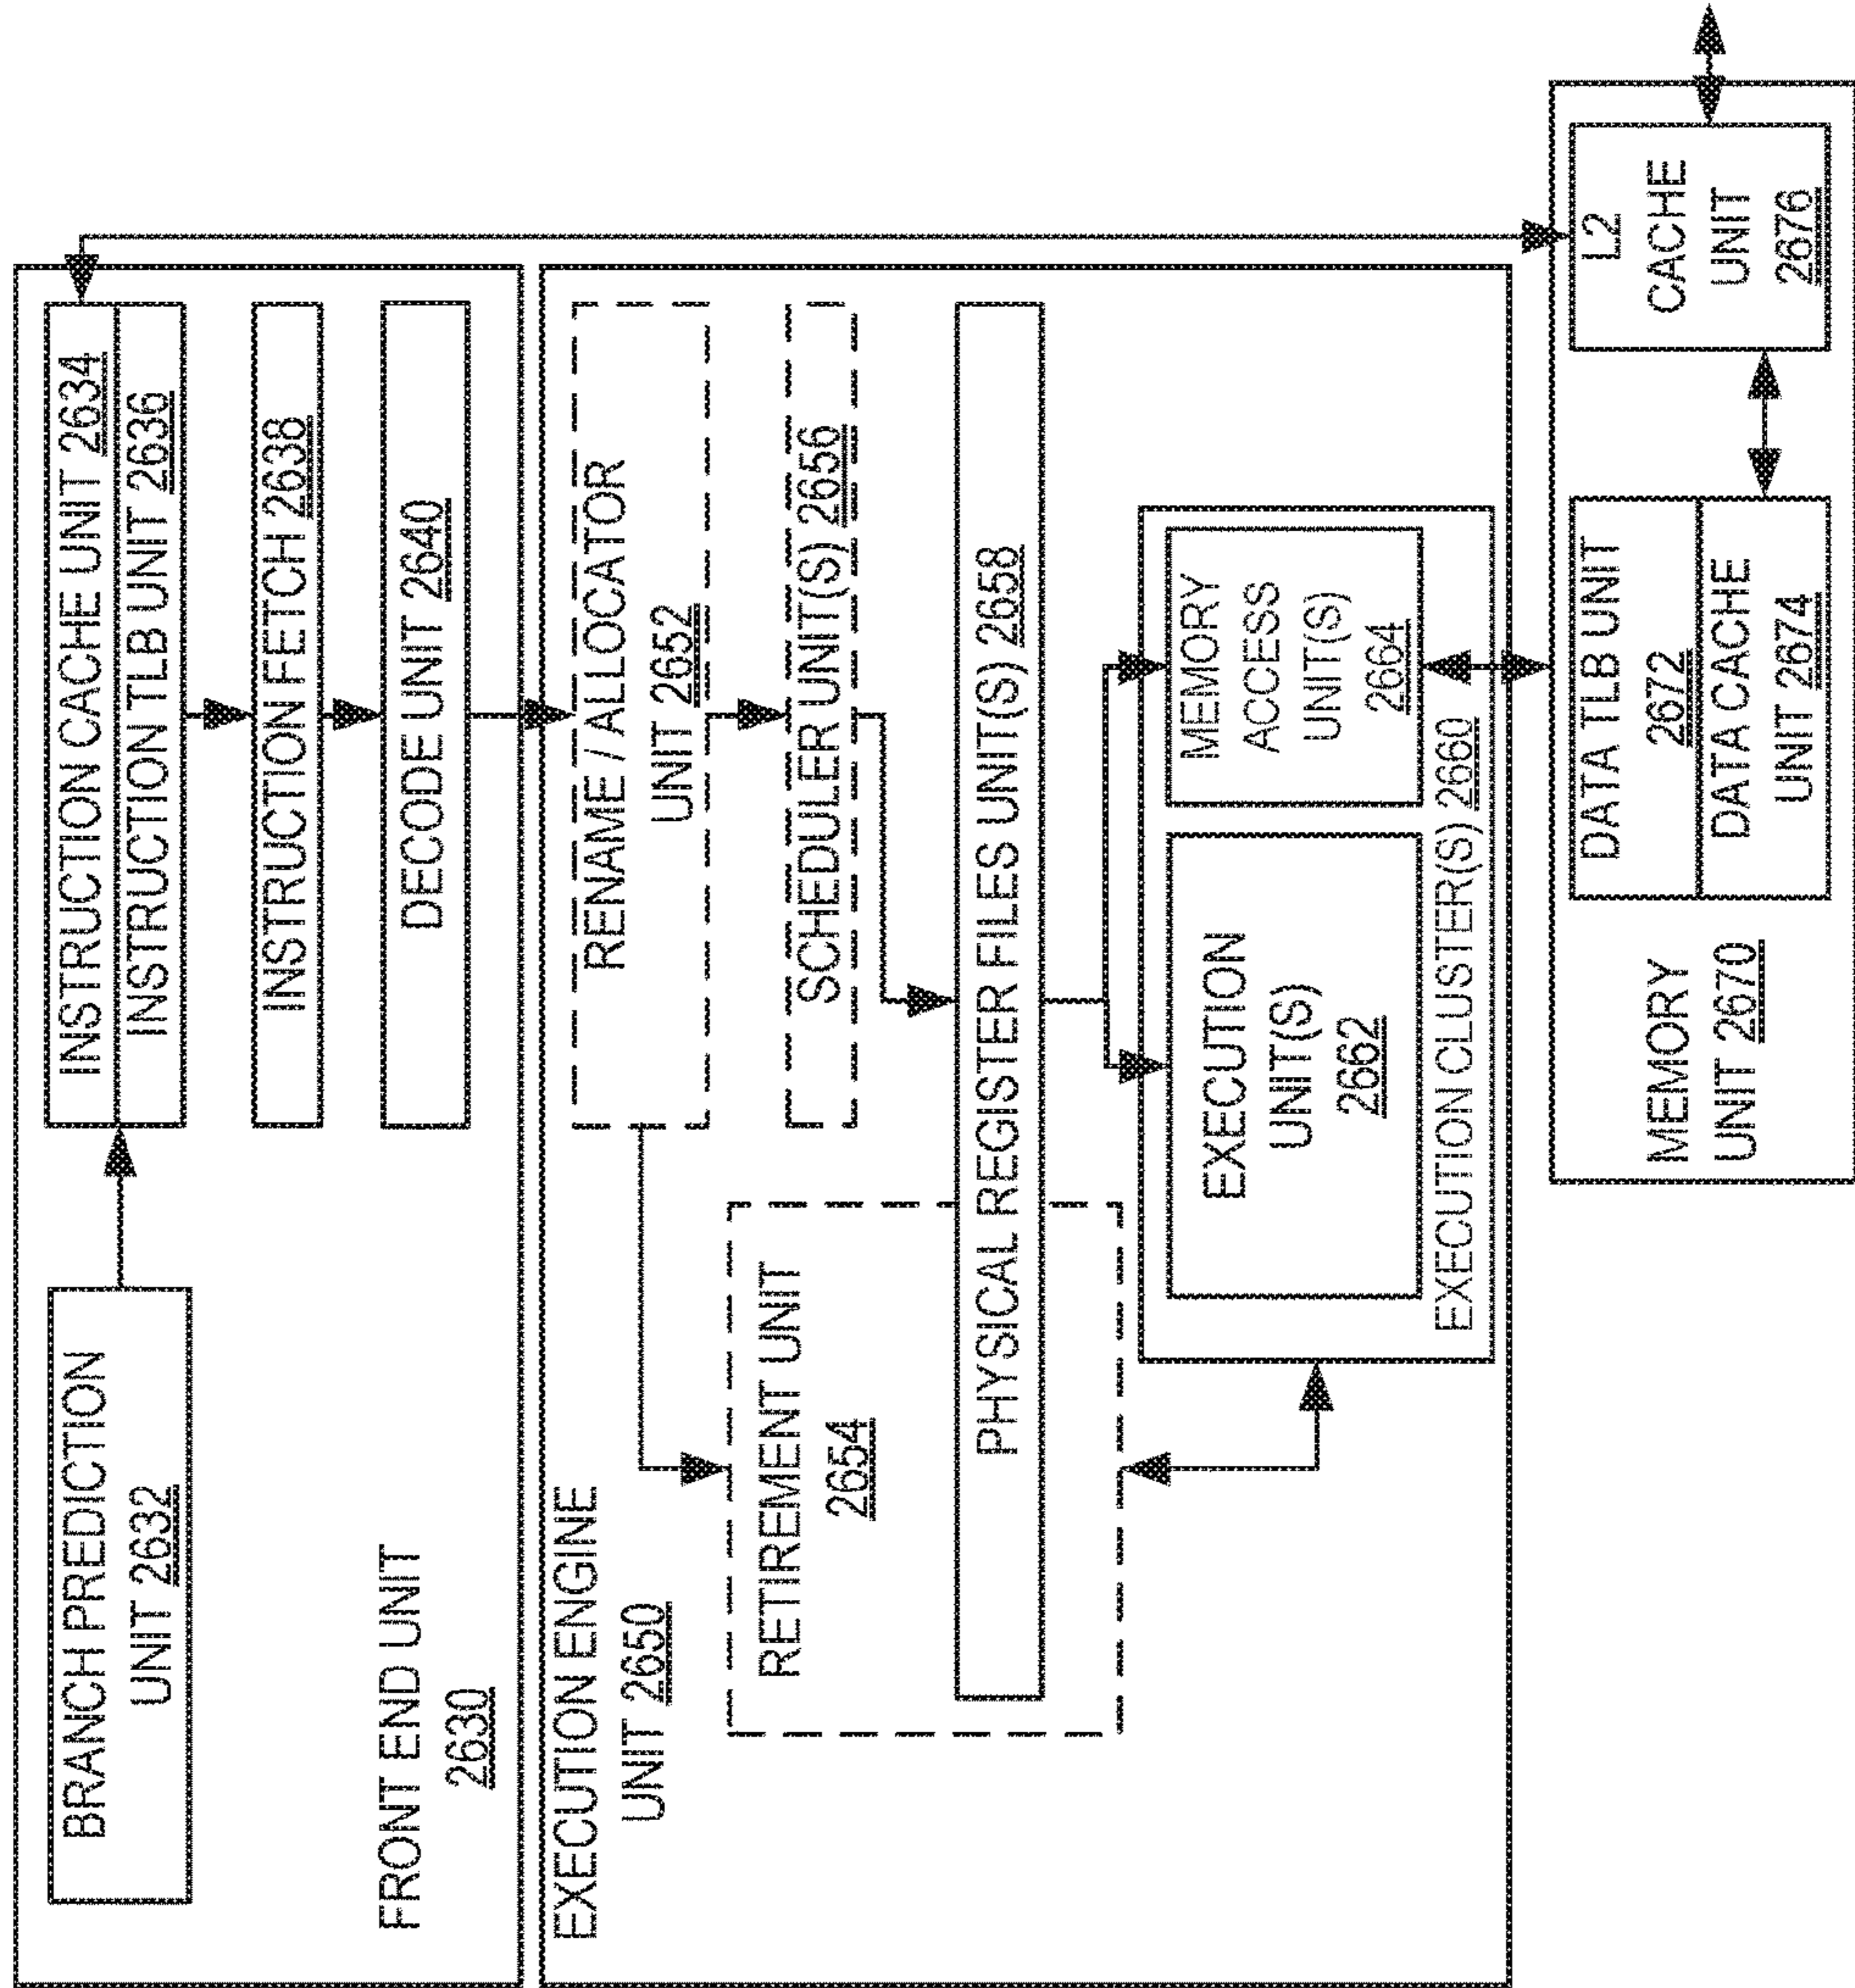 BRANCH PREDICTION
UNIT 2632
INSTRUCTION CACHE UNIT 2634
INSTRUCTION TLB UNIT 2636
INSTRUCTION FETCH 2638
DECODE UNIT 2640
FRONT END UNIT
2630
EXECUTION ENGINE
UNIT 2650
RENAME / ALLOCATOR
UNIT 2652
RETIREMENT UNIT
2654
SCHEDULER UNIT(S) 2656
PHYSICAL REGISTER FILES UNIT(S) 2658
EXECUTION
UNIT(S)
2662
MEMORY
ACCESS
UNIT(S)
2664
EXECUTION CLUSTER(S) 2660
MEMORY
UNIT 2670
DATA TLB UNIT
2672
DATA CACHE
UNIT 2674
L2
CACHE
UNIT
2676